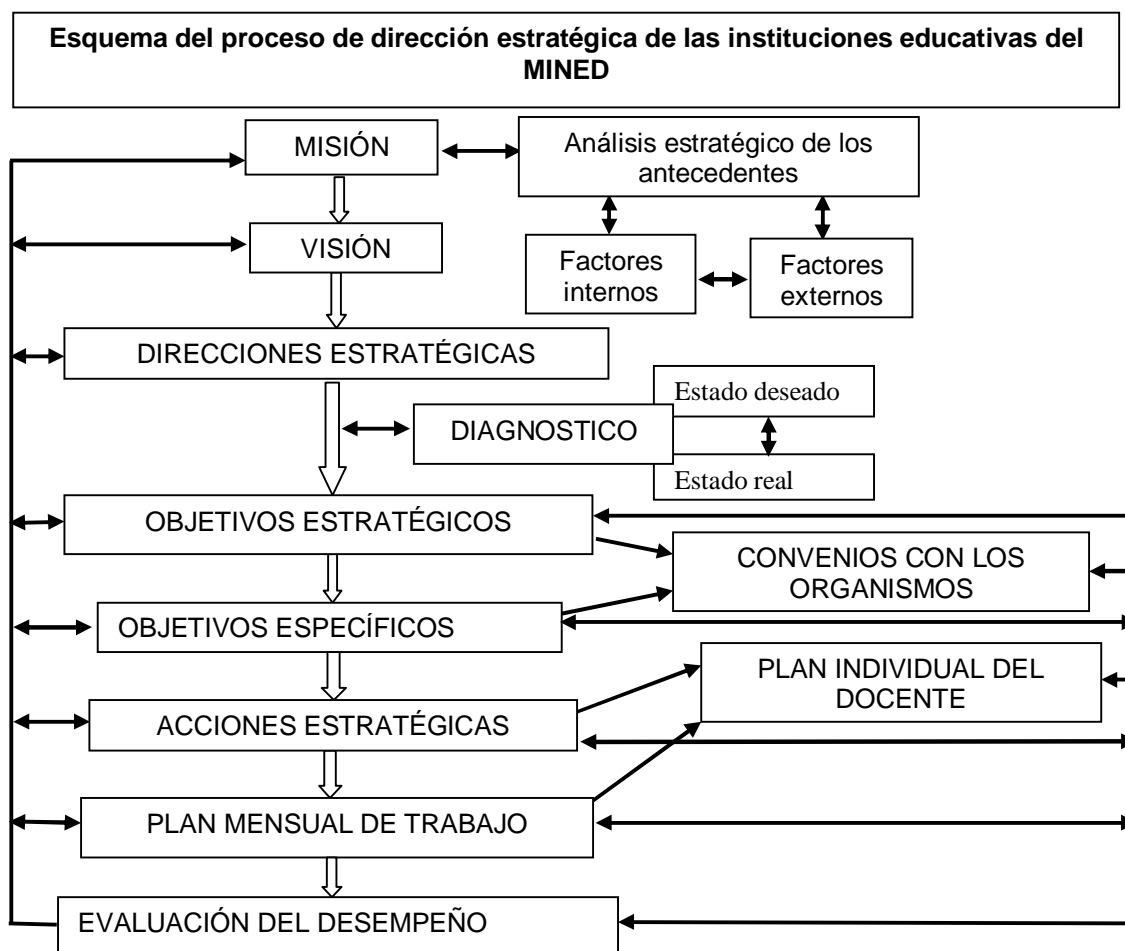 Esquema del proceso de dirección estratégica de las instituciones educativas del
MINED
MISIÓN
Análisis estratégico de los
antecedentes
VISIÓN
Factores
internos
Factores
externos
DIRECCIONES ESTRATÉGICAS
Estado deseado
DIAGNOSTICO
Estado real
OBJETIVOS ESTRATÉGICOS
CONVENIOS CON LOS
ORGANISMOS
OBJETIVOS ESPECÍFICOS
PLAN INDIVIDUAL DEL
DOCENTE
ACCIONES ESTRATÉGICAS
PLAN MENSUAL DE TRABAJO
EVALUACIÓN DEL DESEMPEÑO